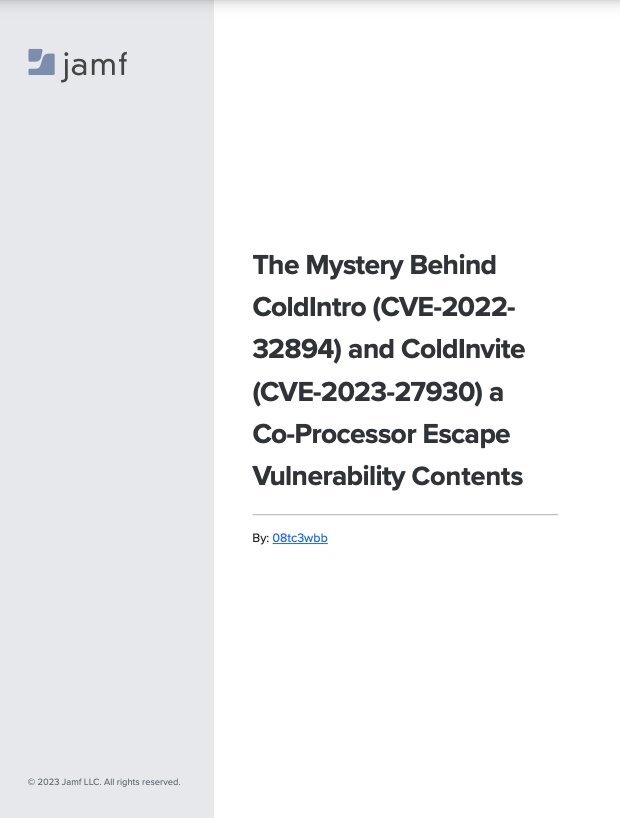 jamf
The Mystery Behind
ColdIntro (CVE-2022-
32894) and ColdInvite
(CVE-2023-27930) a
Co-Processor Escape
Vulnerability Contents
By: 08tc3wbb
© 2023 Jamf LLC. All rights reserved.